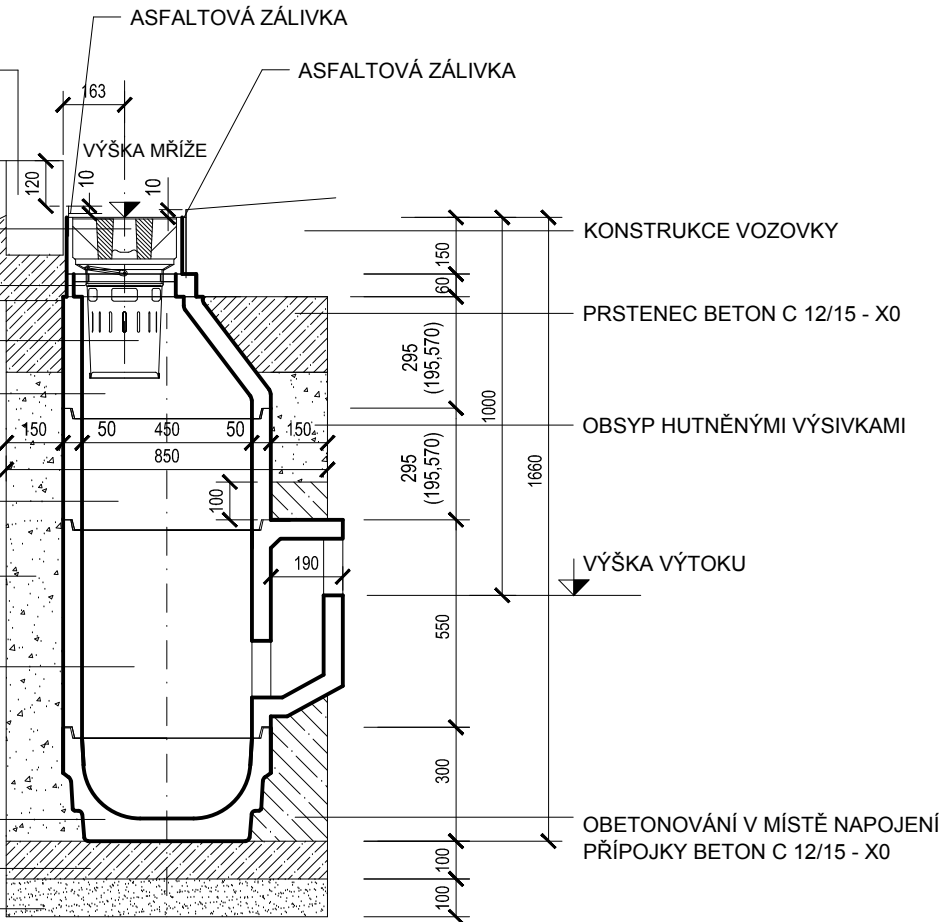 ASFALTOVÁ ZÁLIVKA
ASFALTOVÁ ZÁLIVKA
163
VÝŠKA MŘÍŽE
120
10
10
KONSTRUKCE VOZOVKY
150
60
PRSTENEC BETON C 12/15 - X0
295
(195,570)
1000
OBSYP HUTNĚNÝMI VÝSIVKAMI
150
50
450
50
150
850
295
(195,570)
1660
100
190
VÝŠKA VÝTOKU
550
300
OBETONOVÁNÍ V MÍSTĚ NAPOJENÍ
PŘÍPOJKY BETON C 12/15 - X0
100
100